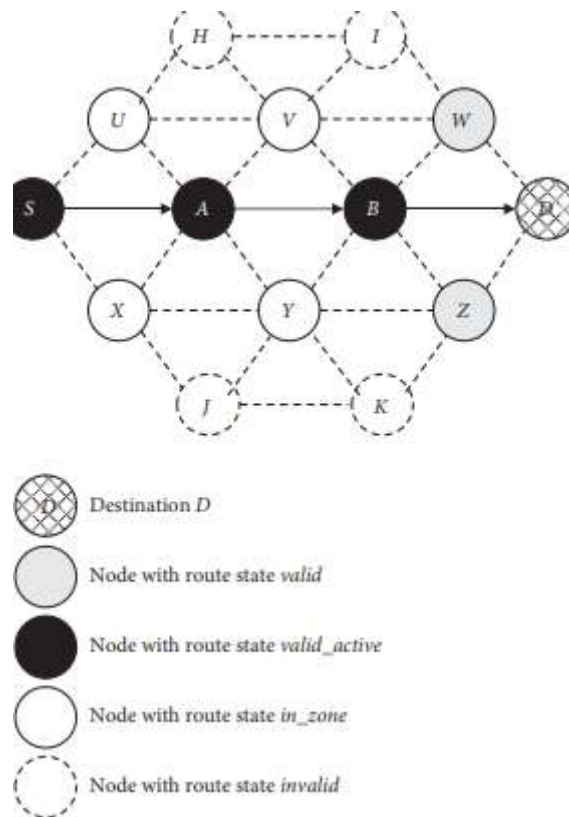 H I
U V W
S A B D
X Y Z
J K
D Destination D
Node with route state valid
Node with route state valid_active
Node with route state in_zone
Node with route state invalid